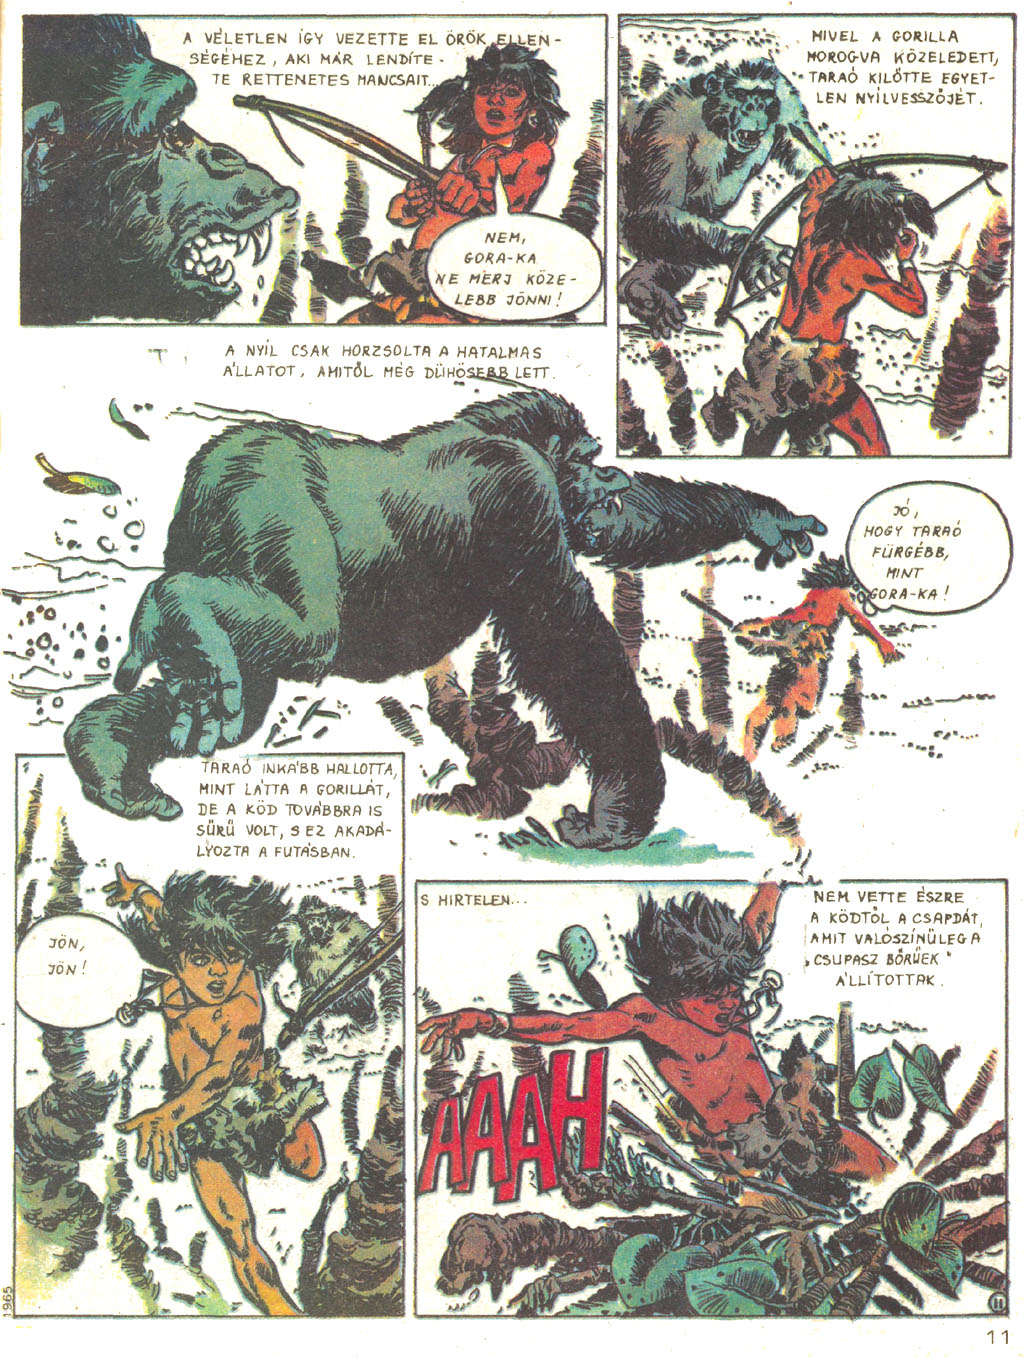 A VÉLETLEN ÍGY VEZETTE EL ÖRÖK ELLEN-
SÉGÉHEZ, AKI MÁR LENDÍTE-
TE RETTENETES MANCSAIT...
NEM,
GORA-KA
NE MERJ KÖZE-
LEBB JÖNNI!
MIVEL A GORILLA
MOROGVA KÖZELEDETT,
TARAÓ KILŐTTE EGYET-
LEN NYÍLVESSZŐJÉT.
A NYÍL CSAK HORZSOLTA A HATALMAS
ÁLLATOT, AMITŐL MÉG DÜHÖSEBB LETT.
JÓ,
HOGY TARAÓ
FÜRGÉBB,
MINT
GORA-KA!
TARAÓ INKÁBB HALLOTTA,
MINT LÁTTA A GORILLÁT,
DE A KÖD TOVÁBBRA IS
SŰRŰ VOLT, S EZ AKADÁ-
LYOZTA A FUTÁSBAN.
JÖN,
JÖN!
S HIRTELEN...
NEM VETTE ÉSZRE
A KÖDTŐL A CSAPDÁT,
AMIT VALÓSZÍNÜLEG A
„CSUPASZ BŐRÜEK"
ÁLLÍTOTTAK.
AAAH
1965
11
11